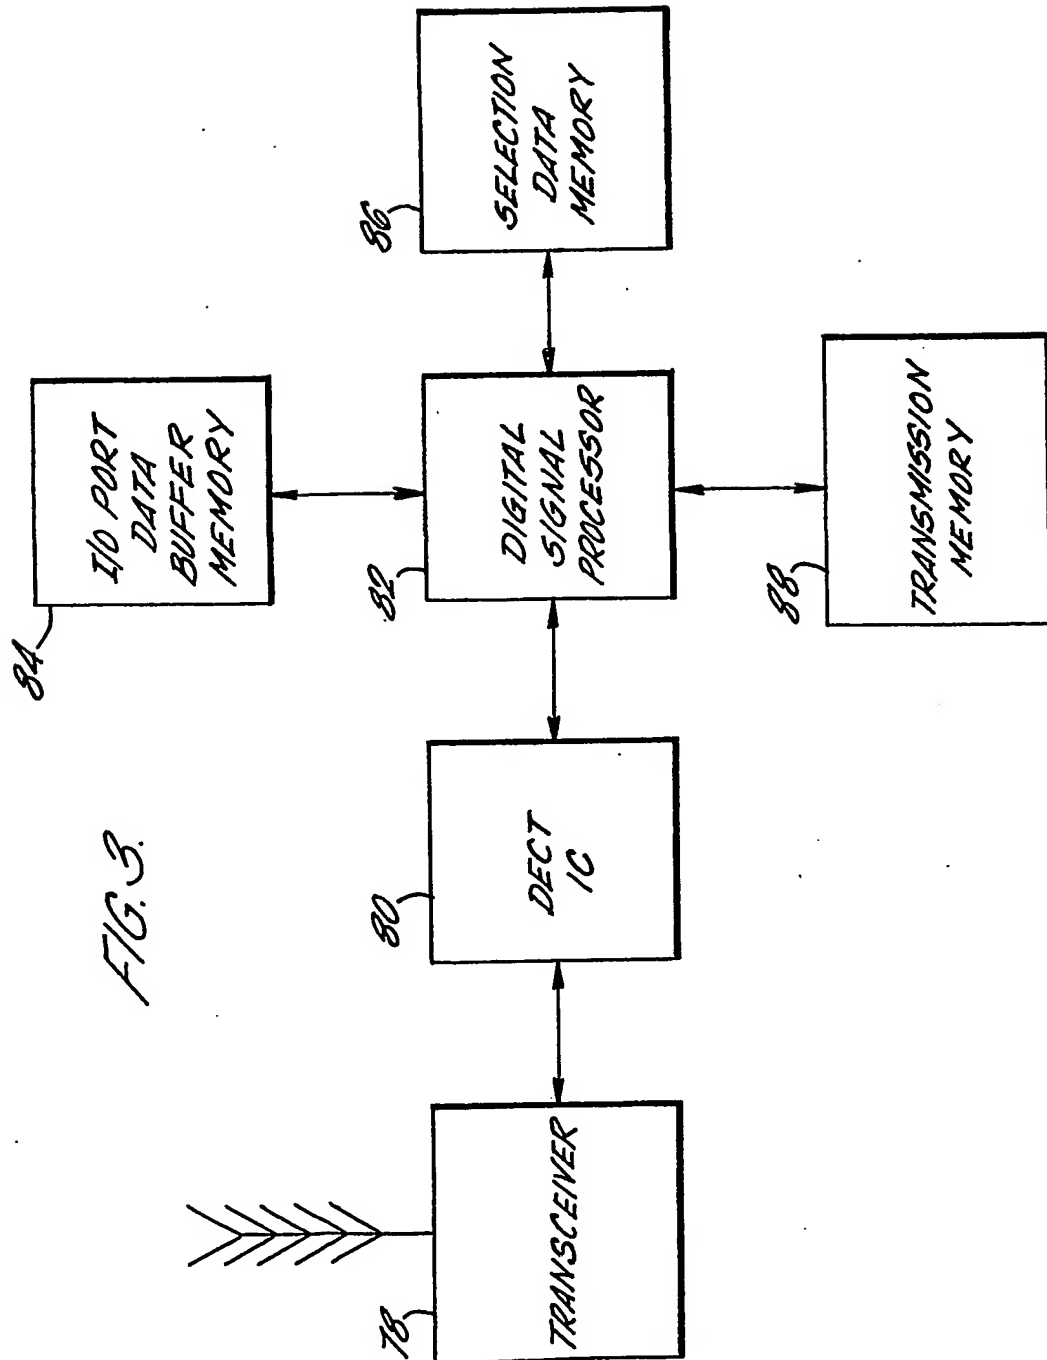 FIG. 3.
78
TRANSCEIVER
80
DECT
IC
82
DIGITAL
SIGNAL
PROCESSOR
84
I/O PORT
DATA
BUFFER
MEMORY
86
SELECTION
DATA
MEMORY
88
TRANSMISSION
MEMORY